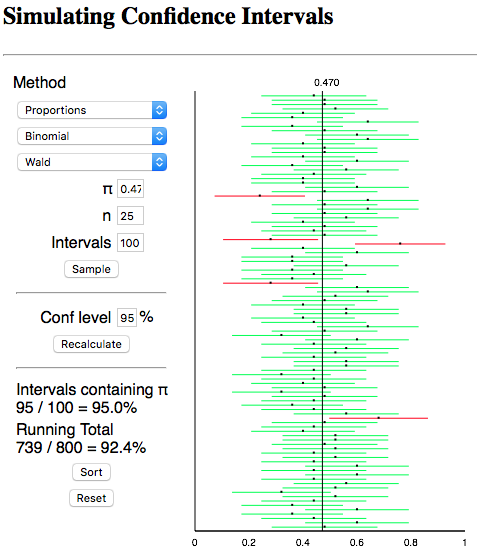 Simulating Confidence Intervals
Method
Proportions
Binomial
Wald
π 0.47
n 25
Intervals 100
Sample
Conf level 95 %
Recalculate
Intervals containing π
95 / 100 = 95.0%
Running Total
739 / 800 = 92.4%
Sort
Reset
0.470
0 0.2 0.4 0.6 0.8 1